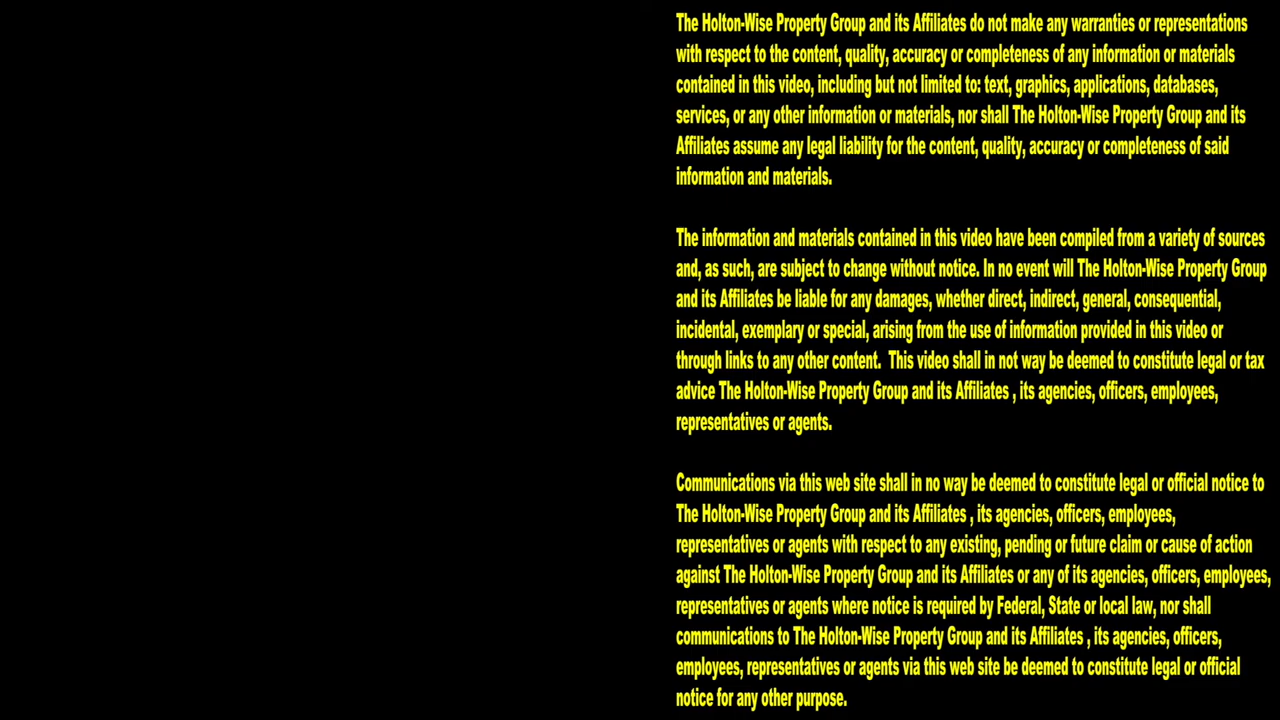 The Holton-Wise Property Group and its Affiliates do not make any warranties or representations
with respect to the content, quality, accuracy or completeness of any information or materials
contained in this video, including but not limited to: text, graphics, applications, databases,
services, or any other information or materials, nor shall The Holton-Wise Property Group and its
Affiliates assume any legal liability for the content, quality, accuracy or completeness of said
information and materials.
The information and materials contained in this video have been compiled from a variety of sources
and, as such, are subject to change without notice. In no event will The Holton-Wise Property Group
and its Affiliates be liable for any damages, whether direct, indirect, general, consequential,
incidental, exemplary or special, arising from the use of information provided in this video or
through links to any other content.  This video shall in not way be deemed to constitute legal or tax
advice The Holton-Wise Property Group and its Affiliates , its agencies, officers, employees,
representatives or agents.
Communications via this web site shall in no way be deemed to constitute legal or official notice to
The Holton-Wise Property Group and its Affiliates , its agencies, officers, employees,
representatives or agents with respect to any existing, pending or future claim or cause of action
against The Holton-Wise Property Group and its Affiliates or any of its agencies, officers, employees,
representatives or agents where notice is required by Federal, State or local law, nor shall
communications to The Holton-Wise Property Group and its Affiliates , its agencies, officers,
employees, representatives or agents via this web site be deemed to constitute legal or official
notice for any other purpose.